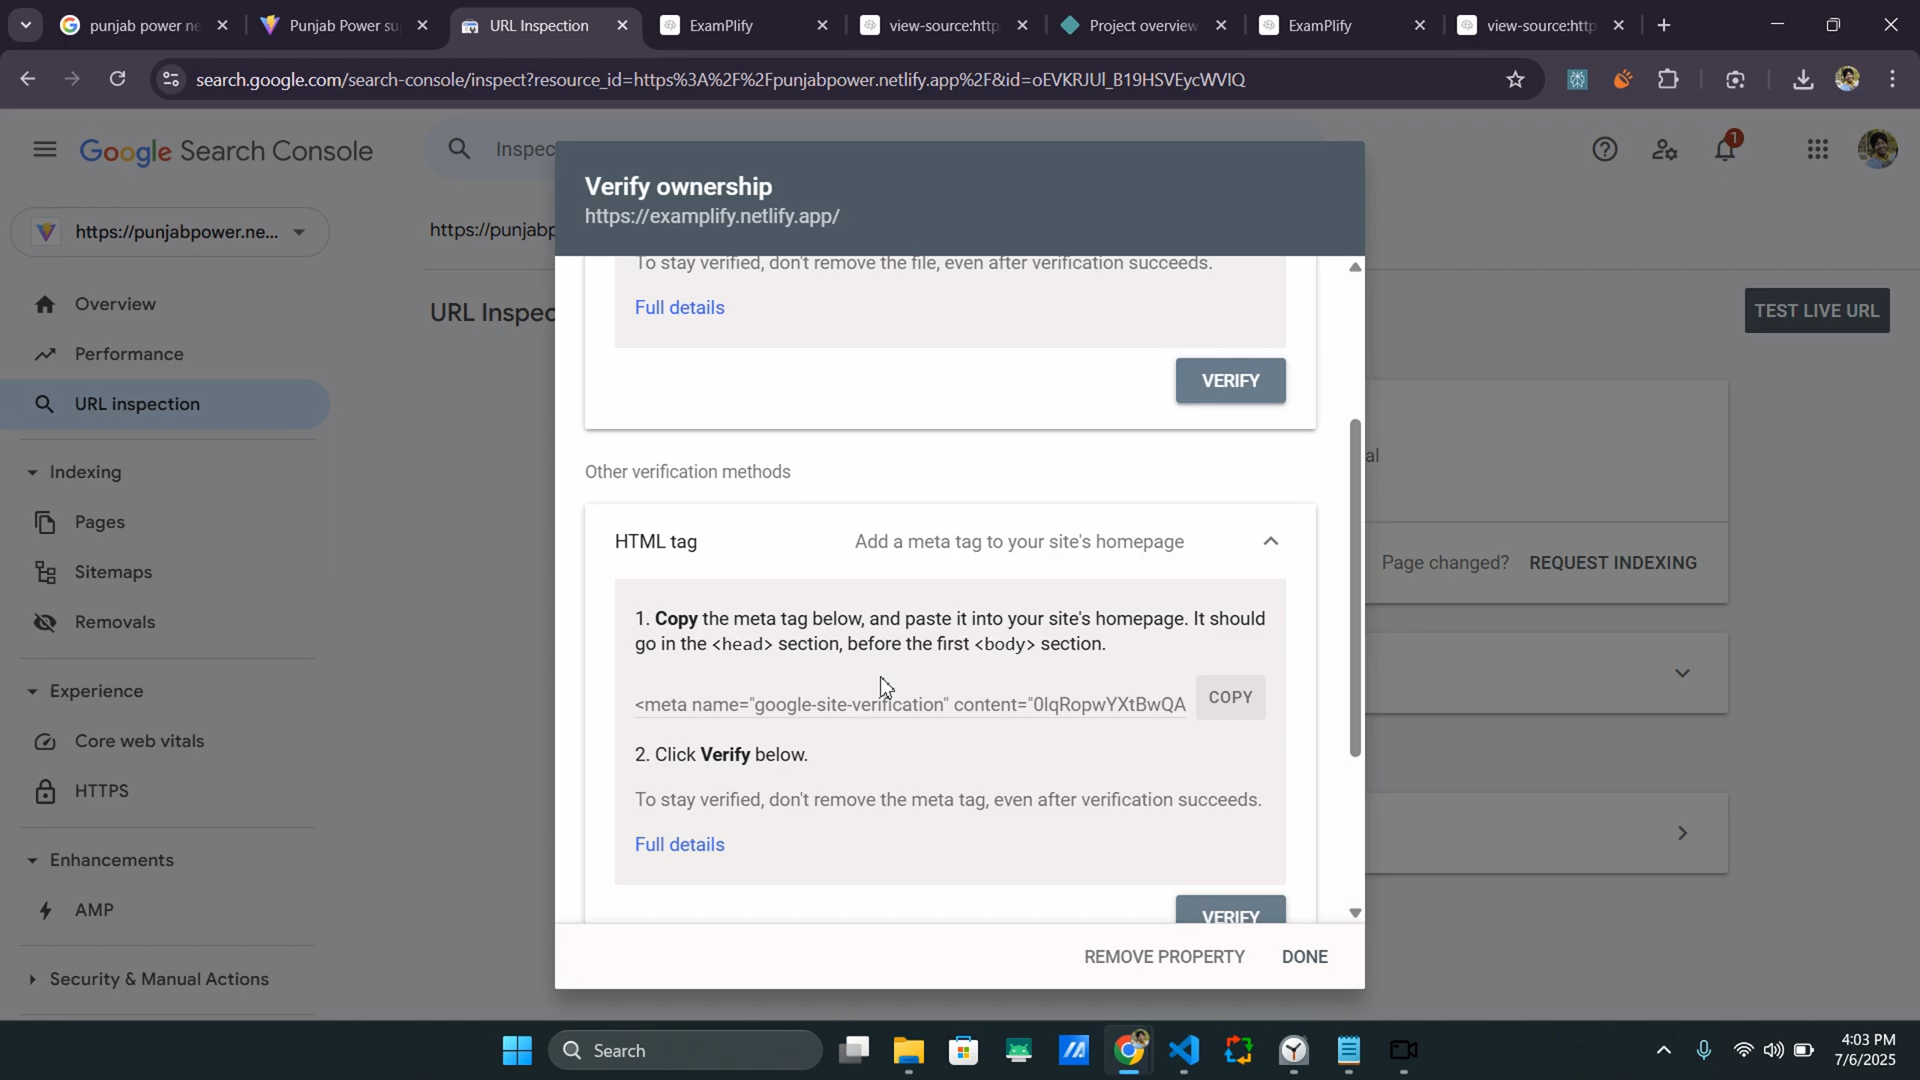 punjab power ne
Punjab Power su
URL Inspection
ExamPlify
view-source:http
Project overview
ExamPlify
view-source:http
search.google.com/search-console/inspect?resource_id=https%3A%2F%2Fpunjabpower.netlify.app%2F&id=oEVKRJUl_B19HSVEycWVIQ
Google Search Console
Inspec
1
https://punjabpower.ne...
https://punjabp
Overview
Performance
URL inspection
Indexing
Pages
Sitemaps
Removals
Experience
Core web vitals
HTTPS
Enhancements
AMP
Security & Manual Actions
URL Inspec
TEST LIVE URL
al
Page changed? REQUEST INDEXING
Verify ownership
https://examplify.netlify.app/
To stay verified, don't remove the file, even after verification succeeds.
Full details
VERIFY
Other verification methods
HTML tag Add a meta tag to your site's homepage
1. Copy the meta tag below, and paste it into your site's homepage. It should
go in the <head> section, before the first <body> section.
<meta name="google-site-verification" content="0lqRopwYXtBwQA
COPY
2. Click Verify below.
To stay verified, don't remove the meta tag, even after verification succeeds.
Full details
VERIFY
REMOVE PROPERTY DONE
Search
4:03 PM
7/6/2025